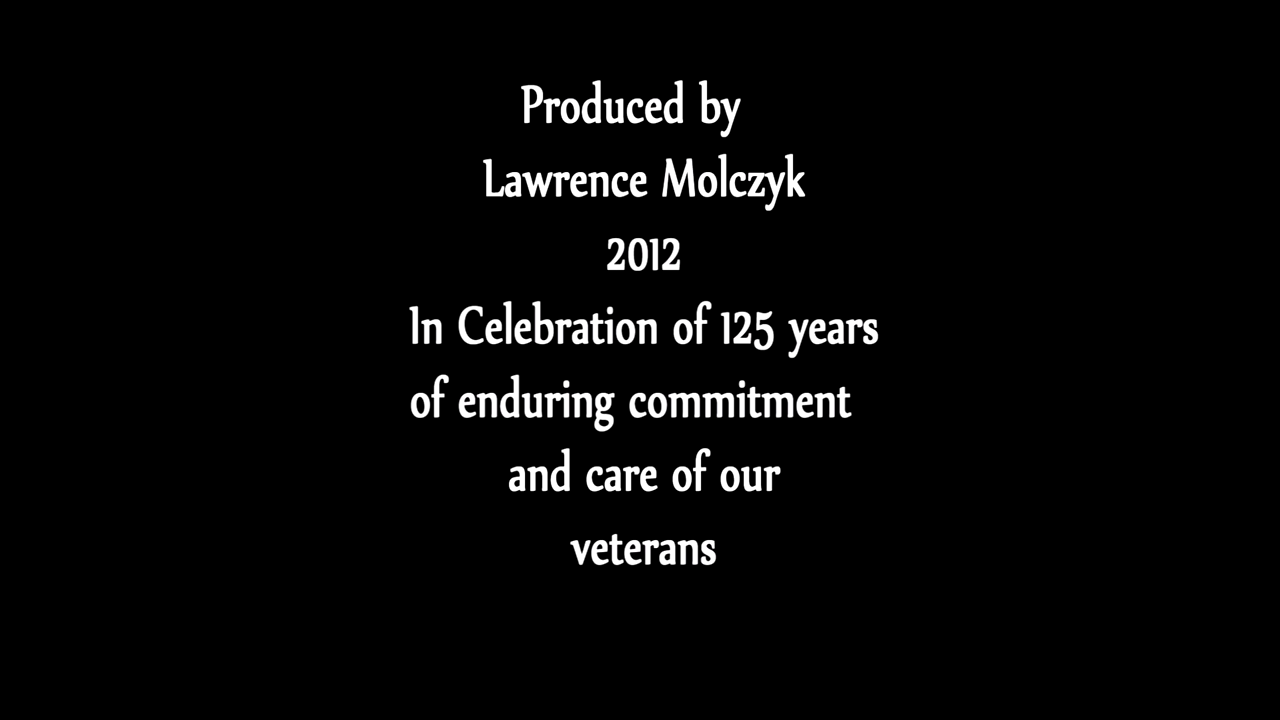 Produced by
Lawrence Molczyk
2012
In Celebration of 125 years
of enduring commitment
and care of our
veterans